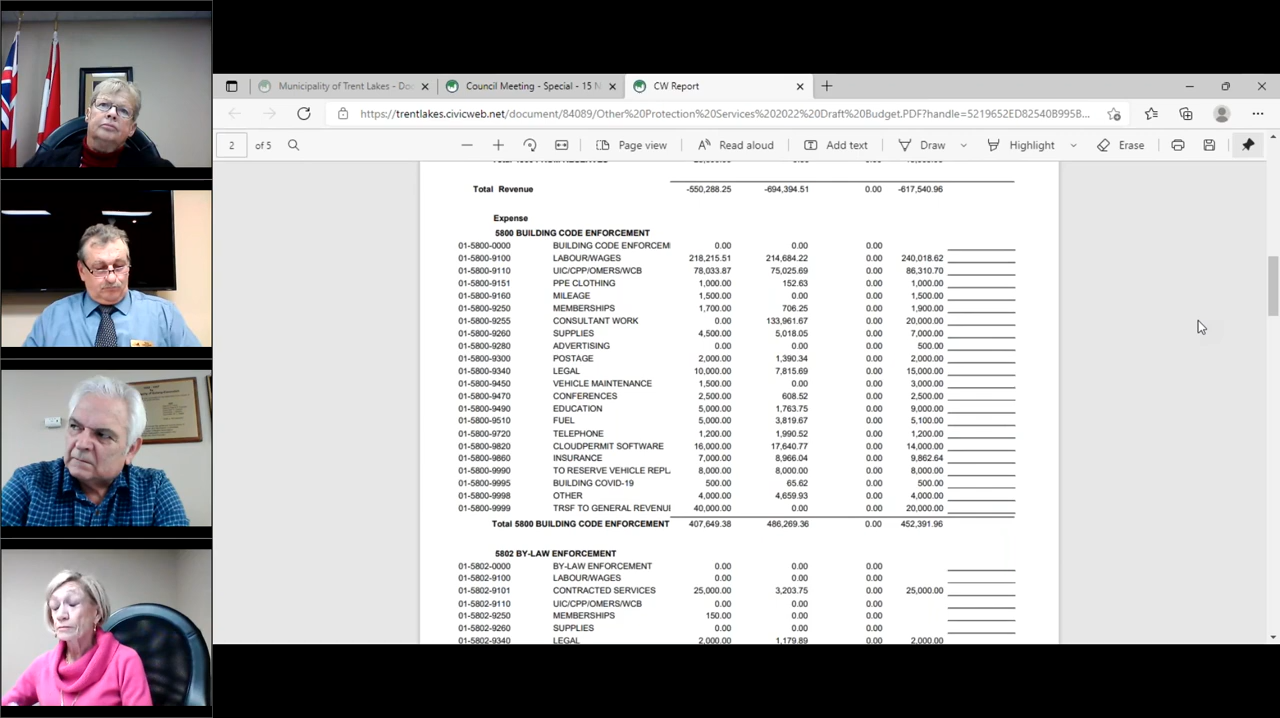 Municipality of Trent Lakes - Doc
Council Meeting - Special - 15 N
CW Report
https://trentlakes.civicweb.net/document/84089/Other%20Protection%20Services%202022%20Draft%20Budget.PDF?handle=5219652ED82540B995B...
2 of 5 Page view Read aloud Add text Draw Highlight Erase
Total Revenue -550,288.25 -694,394.51 0.00 -617,540.96
Expense
5800 BUILDING CODE ENFORCEMENT
01-5800-0000 BUILDING CODE ENFORCEM 0.00 0.00 0.00
01-5800-9100 LABOUR/WAGES 218,215.51 214,684.22 0.00 240,018.62
01-5800-9110 UIC/CPP/OMERS/WCB 78,033.87 75,025.69 0.00 86,310.70
01-5800-9151 PPE CLOTHING 1,000.00 152.63 0.00 1,000.00
01-5800-9160 MILEAGE 1,500.00 0.00 0.00 1,500.00
01-5800-9250 MEMBERSHIPS 1,700.00 706.25 0.00 1,900.00
01-5800-9255 CONSULTANT WORK 0.00 133,961.67 0.00 20,000.00
01-5800-9260 SUPPLIES 4,500.00 5,018.05 0.00 7,000.00
01-5800-9280 ADVERTISING 0.00 0.00 0.00 500.00
01-5800-9300 POSTAGE 2,000.00 1,390.34 0.00 2,000.00
01-5800-9340 LEGAL 10,000.00 7,815.69 0.00 15,000.00
01-5800-9450 VEHICLE MAINTENANCE 1,500.00 0.00 0.00 3,000.00
01-5800-9470 CONFERENCES 2,500.00 608.52 0.00 2,500.00
01-5800-9490 EDUCATION 5,000.00 1,763.75 0.00 9,000.00
01-5800-9510 FUEL 5,000.00 3,819.67 0.00 5,100.00
01-5800-9720 TELEPHONE 1,200.00 1,990.52 0.00 1,200.00
01-5800-9820 CLOUDPERMIT SOFTWARE 16,000.00 17,640.77 0.00 14,000.00
01-5800-9860 INSURANCE 7,000.00 8,966.04 0.00 9,862.64
01-5800-9990 TO RESERVE VEHICLE REPL. 8,000.00 8,000.00 0.00 8,000.00
01-5800-9995 BUILDING COVID-19 500.00 65.62 0.00 500.00
01-5800-9998 OTHER 4,000.00 4,659.93 0.00 4,000.00
01-5800-9999 TRSF TO GENERAL REVENUI 40,000.00 0.00 0.00 20,000.00
Total 5800 BUILDING CODE ENFORCEMENT 407,649.38 486,269.36 0.00 452,391.96
5802 BY-LAW ENFORCEMENT
01-5802-0000 BY-LAW ENFORCEMENT 0.00 0.00 0.00
01-5802-9100 LABOUR/WAGES 0.00 0.00 0.00
01-5802-9101 CONTRACTED SERVICES 25,000.00 3,203.75 0.00 25,000.00
01-5802-9110 UIC/CPP/OMERS/WCB 0.00 0.00 0.00
01-5802-9250 MEMBERSHIPS 150.00 0.00 0.00
01-5802-9260 SUPPLIES 0.00 0.00 0.00
01-5802-9340 LEGAL 2,000.00 1,179.89 0.00 2,000.00